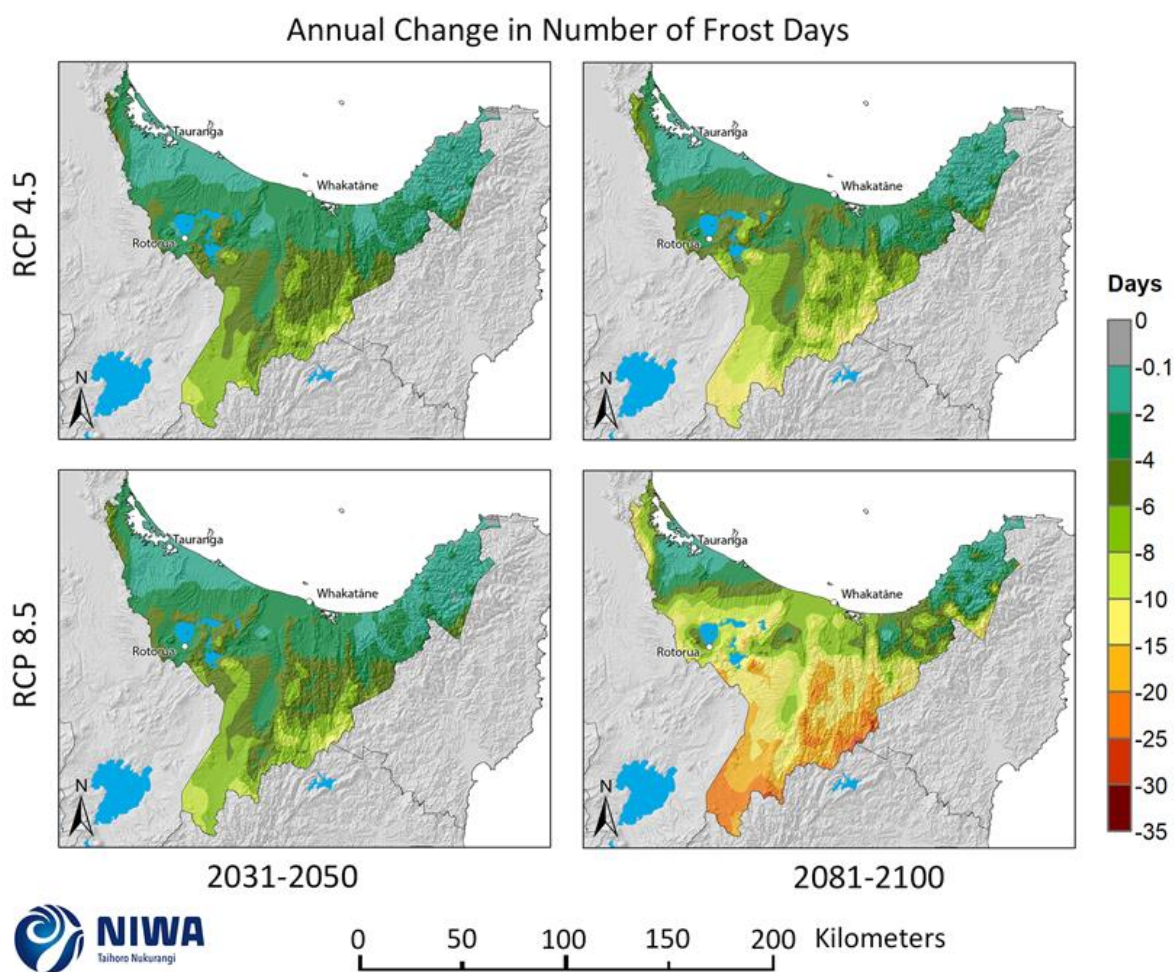 Annual Change in Number of Frost Days
RCP 4.5
Tauranga
Whakatāne
Rotorua
N
Tauranga
Whakatāne
Rotorua
N
Days
0
-0.1
-2
-4
-6
-8
-10
-15
-20
-25
-30
-35
RCP 8.5
Tauranga
Whakatāne
Rotorua
N
Tauranga
Whakatāne
Rotorua
N
2031-2050
2081-2100
NIWA
Taihoro Nukurangi
0 50 100 150 200 Kilometers